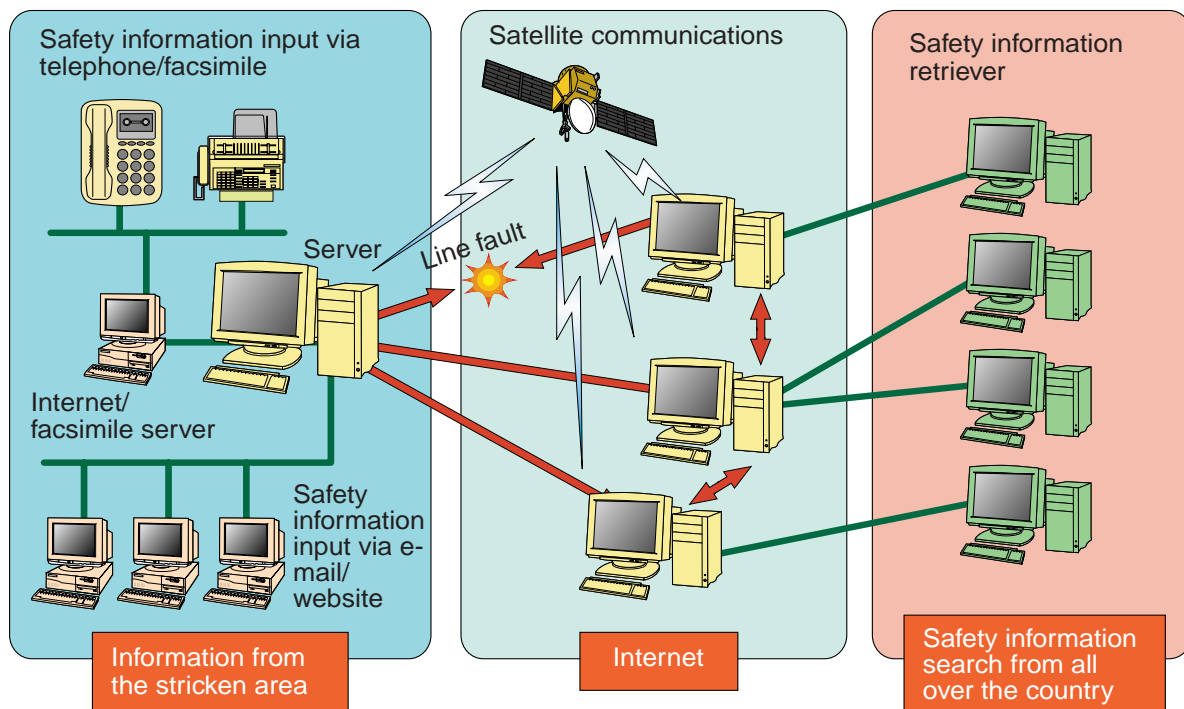 Safety information input via
telephone/facsimile
Server
Internet/
facsimile server
Safety
information
input via e-
mail/
website
Information from
the stricken area
Satellite communications
Line fault
Internet
Safety information
retriever
Safety information
search from all
over the country